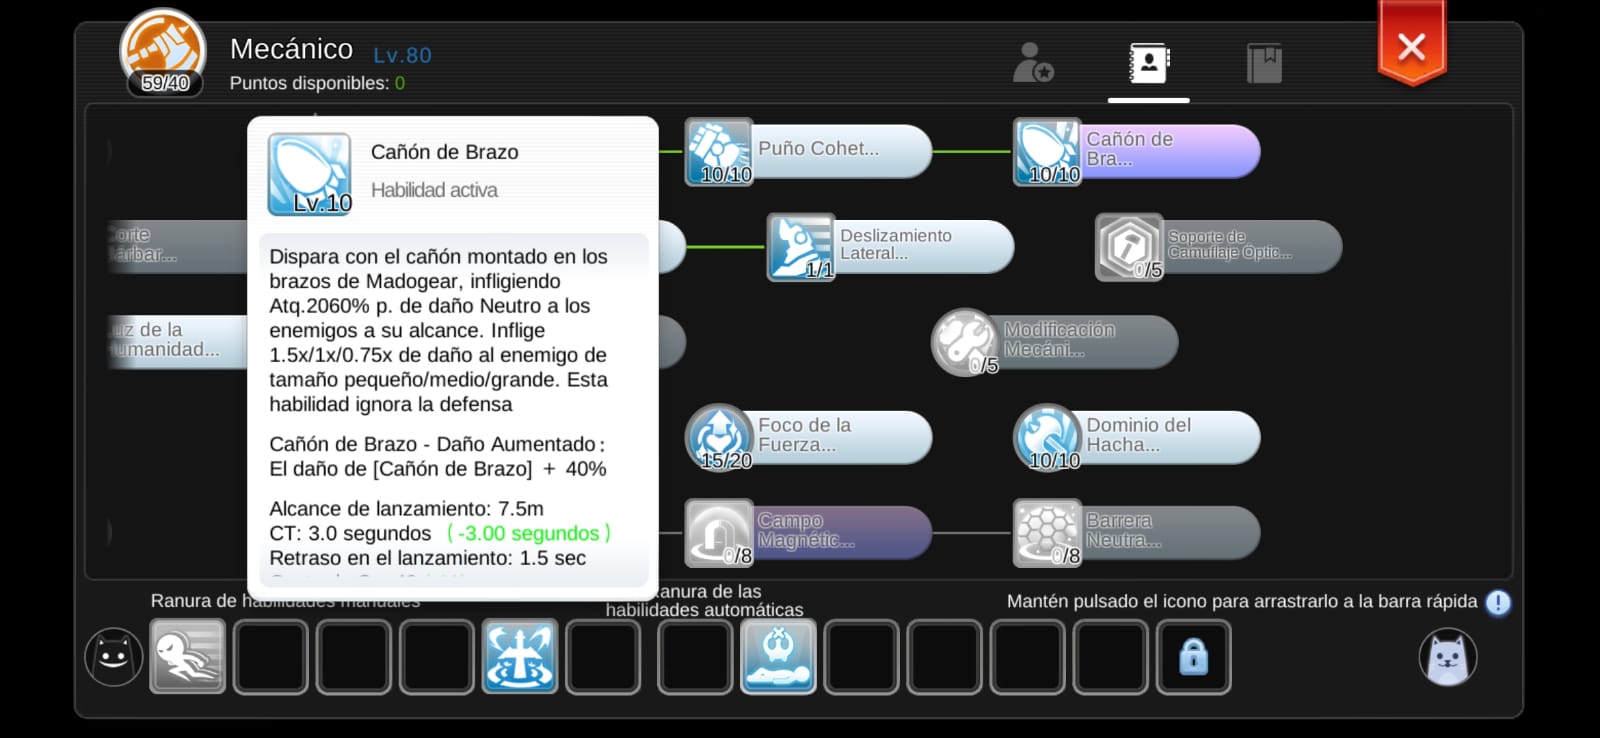 Mecánico Lv.80
59/40
Puntos disponibles: 0
Cañón de Brazo
Habilidad activa
Lv.10
Dispara con el cañón montado en los
brazos de Madogear, infligiendo
Atq.2060% p. de daño Neutro a los
enemigos a su alcance. Inflige
1.5x/1x/0.75x de daño al enemigo de
tamaño pequeño/medio/grande. Esta
habilidad ignora la defensa
Cañón de Brazo - Daño Aumentado:
El daño de [Cañón de Brazo] + 40%
Alcance de lanzamiento: 7.5m
CT: 3.0 segundos (-3.00 segundos)
Retraso en el lanzamiento: 1.5 sec
Puño Cohet...
10/10
Cañón de
Bra...
10/10
Corte
Bárbar...
Deslizamiento
Lateral...
1/1
Soporte de
Camuflaje Óptic...
0/5
Luz de la
Humanidad...
Modificación
Mecáni...
0/5
Foco de la
Fuerza...
15/20
Dominio del
Hacha...
10/10
Campo
Magnétic...
0/8
Barrera
Neutra...
0/8
Ranura de habilidades manuales
Ranura de las
habilidades automáticas
Mantén pulsado el icono para arrastrarlo a la barra rápida